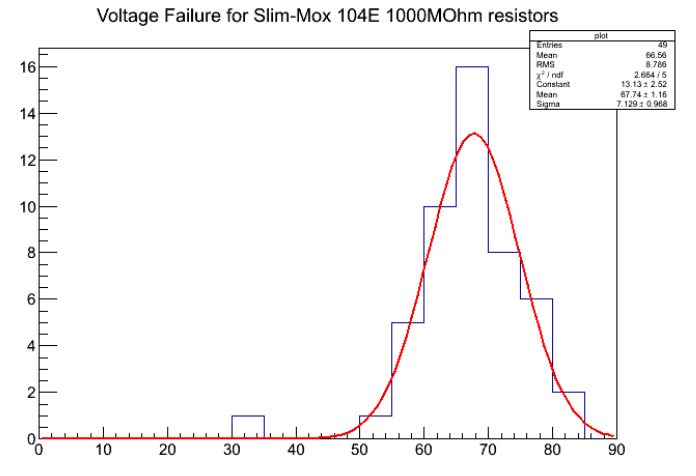 Voltage Failure for Slim-Mox 104E 1000MOhm resistors
plot
Entries 49
Mean 66.56
RMS 8.786
χ² / ndf 2.664 / 5
Constant 13.13 ± 2.52
Mean 67.74 ± 1.16
Sigma 7.129 ± 0.968
16
14
12
10
8
6
4
2
0
0 10 20 30 40 50 60 70 80 90